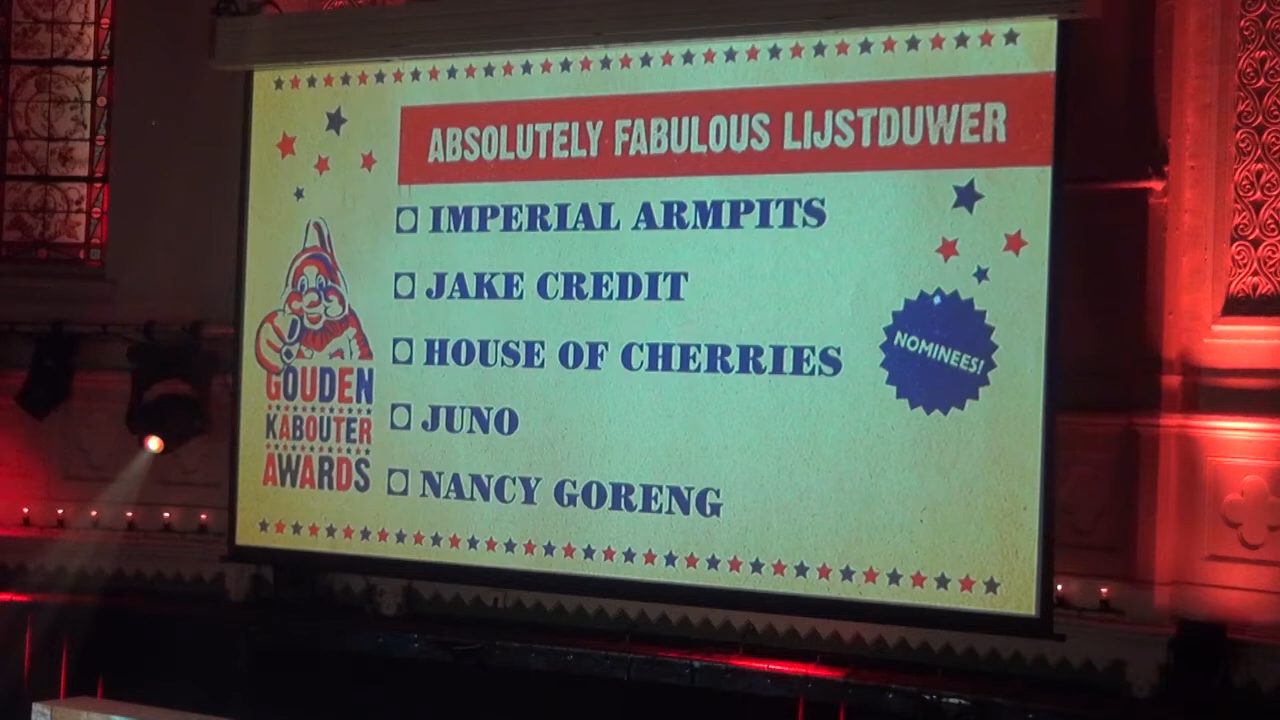 ABSOLUTELY FABULOUS LIJSTDUWER
IMPERIAL ARMPITS
JAKE CREDIT
HOUSE OF CHERRIES
JUNO
NANCY GORENG
NOMINEES!
GOUDEN
KABOUTER
AWARDS